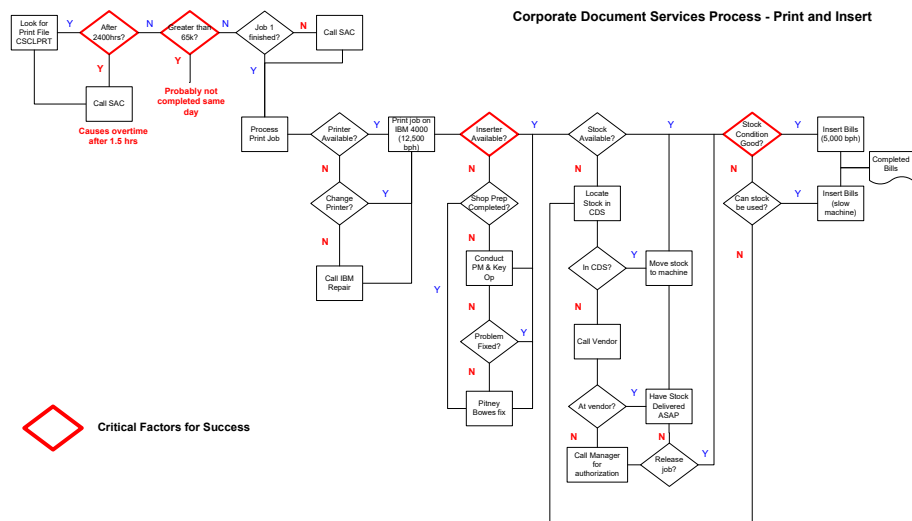 Corporate Document Services Process - Print and Insert
Look for
Print File
CSCLPRT
Y
After
2400hrs?
N
Greater than
65k?
N
Job 1
finished?
N
Call SAC
Y
Y
Y
Call SAC
Probably not
completed same
day
Causes overtime
after 1.5 hrs
Process
Print Job
Printer
Available?
Y
Print job on
IBM 4000
(12,500
bph)
Inserter
Available?
Y
Stock
Available?
Y
Y
Stock
Condition
Good?
Y
Insert Bills
(5,000 bph)
Completed
Bills
N
N
N
N
Change
Printer?
Y
Shop Prep
Completed?
Locate
Stock in
CDS
Can stock
be used?
Y
Insert Bills
(slow
machine)
N
N
N
Call IBM
Repair
Conduct
PM & Key
Op
In CDS?
Y
Move stock
to machine
Y
N
N
Problem
Fixed?
Y
Call Vendor
N
Pitney
Bowes fix
At vendor?
Y
Have Stock
Delivered
ASAP
Critical Factors for Success
N
N
Call Manager
for
authorization
Release
job?
Y